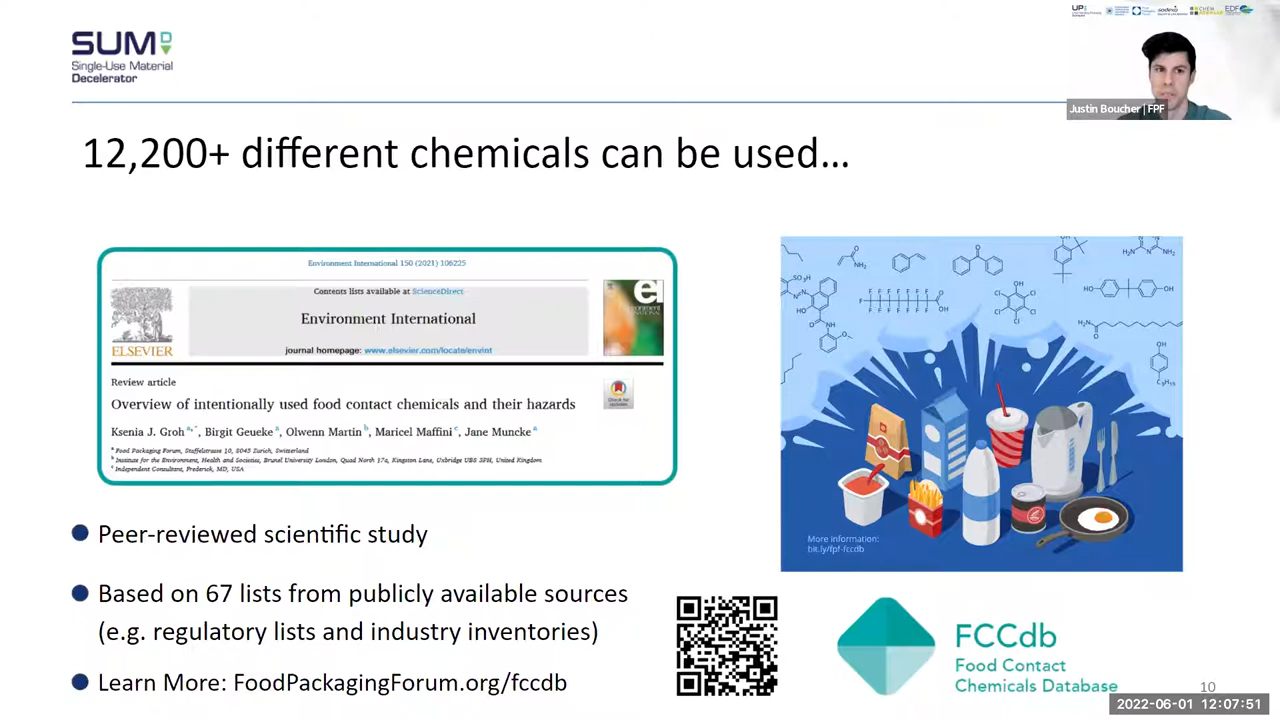 UP
EDF
SUMD
Single-Use Material
Decelerator
Justin Boucher | FPF
12,200+ different chemicals can be used…
Environment International 150 (2021) 106225
Contents lists available at ScienceDirect
Environment International
journal homepage: www.elsevier.com/locate/envint
ELSEVIER
e
Review article
Check for
updates
Overview of intentionally used food contact chemicals and their hazards
Ksenia J. Groh a,*, Birgit Geueke a, Olwenn Martin b, Maricel Maffini c, Jane Muncke a
a Food Packaging Forum, Staffelstrasse 10, 8045 Zurich, Switzerland
b Institute for the Environment, Health and Societies, Brunel University London, Quad North 17a, Kingston Lane, Uxbridge UB8 3PH, United Kingdom
c Independent Consultant, Frederick, MD, USA
More information:
bit.ly/fpf-fccdb
Peer-reviewed scientific study
Based on 67 lists from publicly available sources
(e.g. regulatory lists and industry inventories)
Learn More: FoodPackagingForum.org/fccdb
FCCdb
Food Contact
Chemicals Database
10
2022-06-01 12:07:51